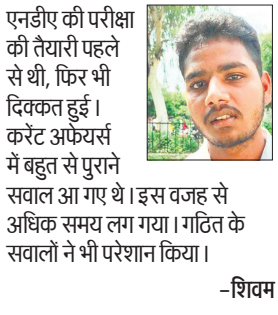 एनडीए की परीक्षा
की तैयारी पहले
से थी, फिर भी
दिक्कत हुई।
करेंट अफेयर्स
में बहुत से पुराने
सवाल आ गए थे। इस वजह से
अधिक समय लग गया। गठित के
सवालों ने भी परेशान किया।
-शिवम